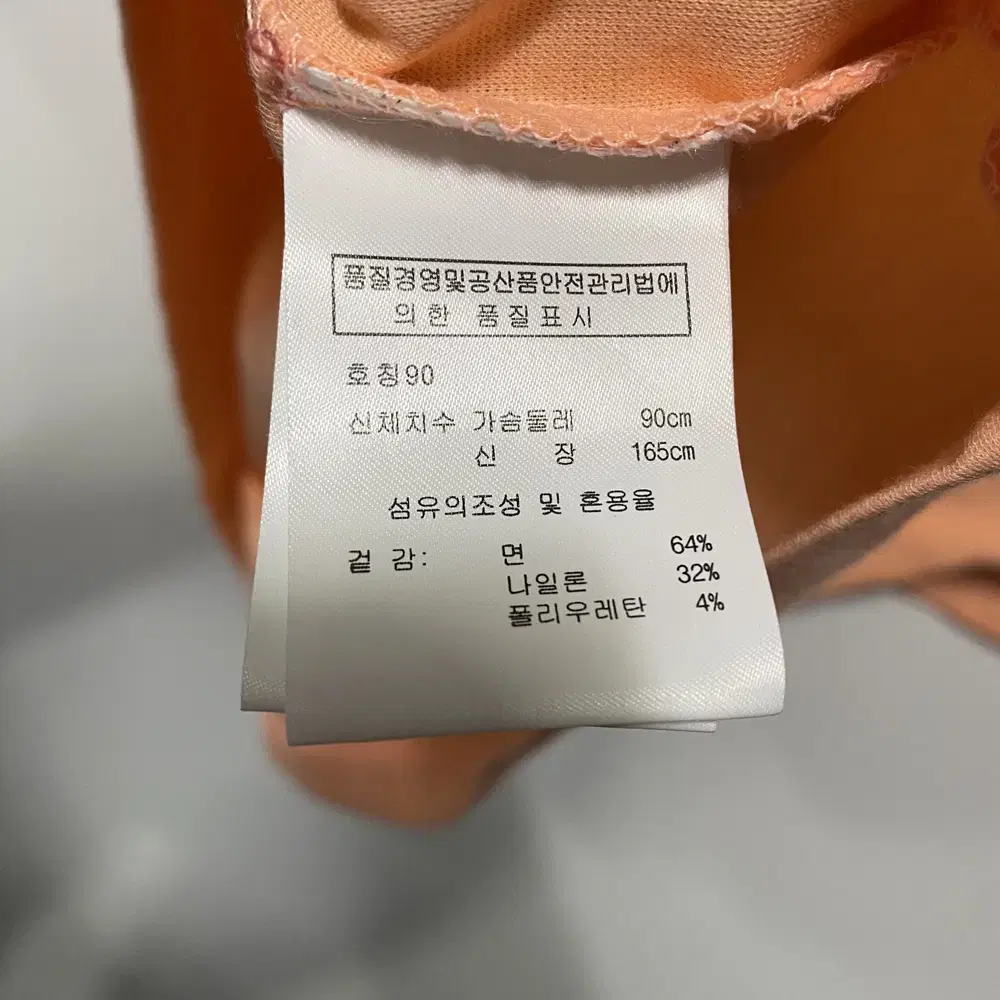 품질경영및공산품안전관리법에
의한 품질표시
호칭90
신체치수 가슴둘레 90cm
신 장 165cm
섬유의조성 및 혼용율
겉 감: 면 64%
나일론 32%
폴리우레탄 4%